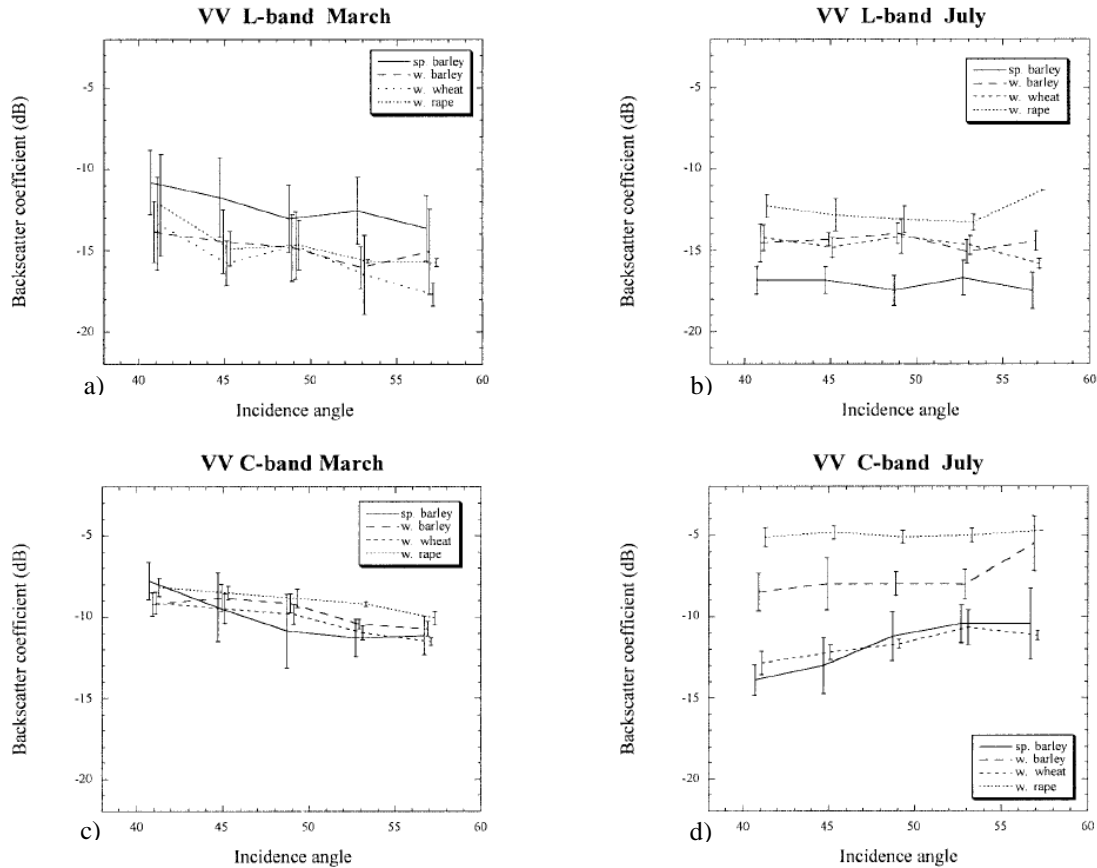 VV L-band March
Backscatter coefficient (dB)
sp. barley
w. barley
w. wheat
w. rape
-5
-10
-15
-20
40 45 50 55 60
a)
Incidence angle
VV L-band July
Backscatter coefficient (dB)
sp. barley
w. barley
w. wheat
w. rape
-5
-10
-15
-20
40 45 50 55 60
b)
Incidence angle
VV C-band March
Backscatter coefficient (dB)
sp. barley
w. barley
w. wheat
w. rape
-5
-10
-15
-20
40 45 50 55 60
c)
Incidence angle
VV C-band July
Backscatter coefficient (dB)
-5
-10
-15
-20
sp. barley
w. barley
w. wheat
w. rape
40 45 50 55 60
d)
Incidence angle